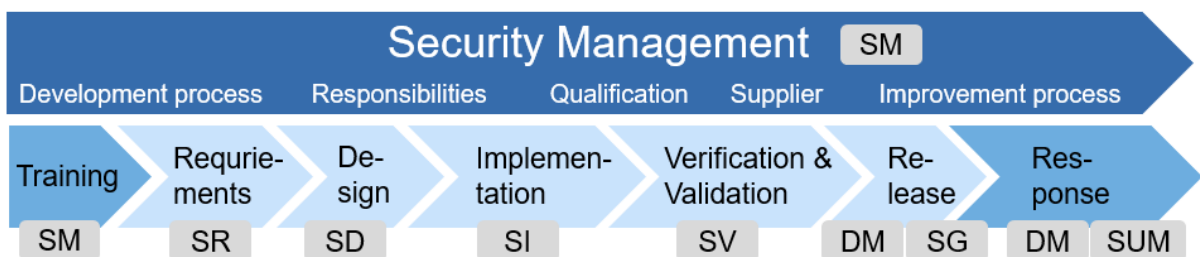 Security Management SM
Development process Responsibilities Qualification Supplier Improvement process
Training
Requrie-
ments
De-
sign
Implemen-
tation
Verification &
Validation
Re-
lease
Res-
ponse
SM SR SD SI SV DM SG DM SUM